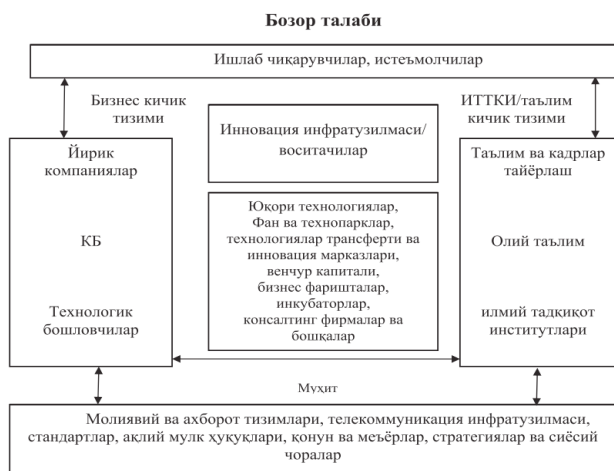 Бозор талаби
Ишлаб чиқарувчилар, истеъмолчилар
Бизнес кичик
тизими
ИТТКИ/таълим
кичик тизими
Йирик
компаниялар
КБ
Технологик
бошловчилар
Инновация инфратузилмаси/
воситачилар
Юқори технологиялар,
Фан ва технопарклар,
технологиялар трансферти ва
инновация марказлари,
венчур капитали,
бизнес фаришталар,
инкубаторлар,
консалтинг фирмалар ва
бошқалар
Таълим ва кадрлар
тайёрлаш
Олий таълим
илмий тадқиқот
институтлари
Муҳит
Молиявий ва ахборот тизимлари, телекоммуникация инфратузилмаси,
стандартлар, ақлий мулк ҳуқуқлари, қонун ва меъёрлар, стратегиялар ва сиёсий
чоралар